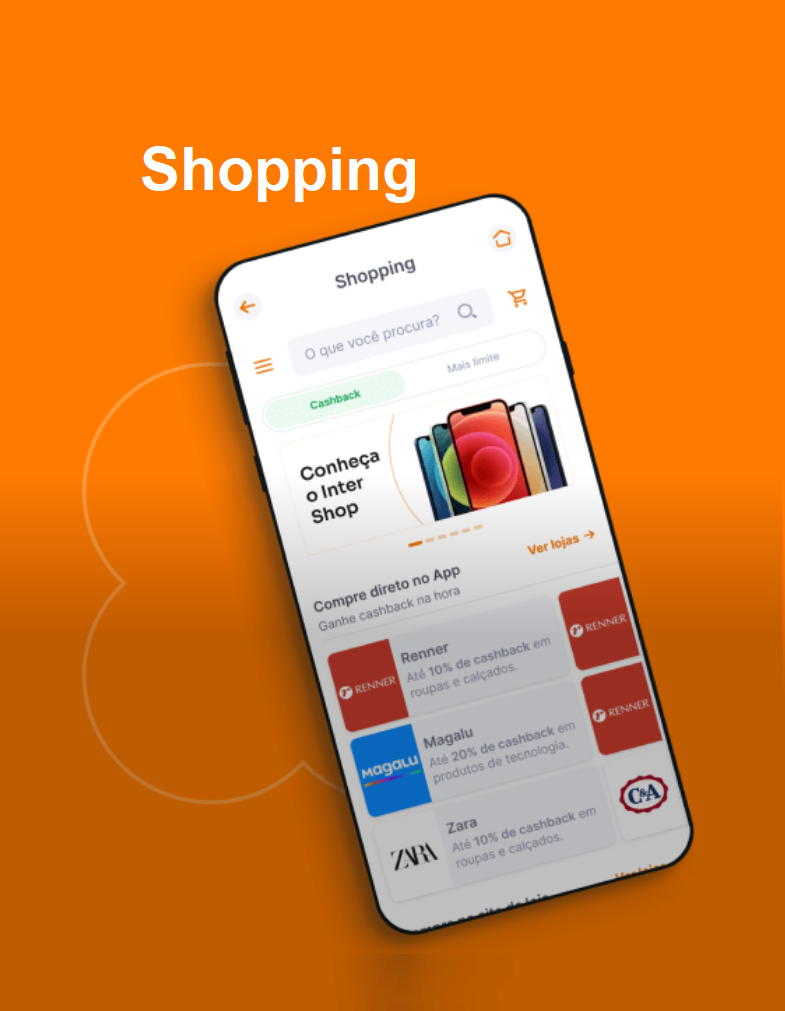 Shopping
Shopping
O que você procura?
Cashback
Mais limite
Conheça
o Inter
Shop
Ver lojas →
Compre direto no App
Ganhe cashback na hora
RENNER
Renner
Até 10% de cashback em
roupas e calçados.
RENNER
magalu
Magalu
Até 20% de cashback em
produtos de tecnologia.
RENNER
ZARA
Zara
Até 10% de cashback em
roupas e calçados.
C&A